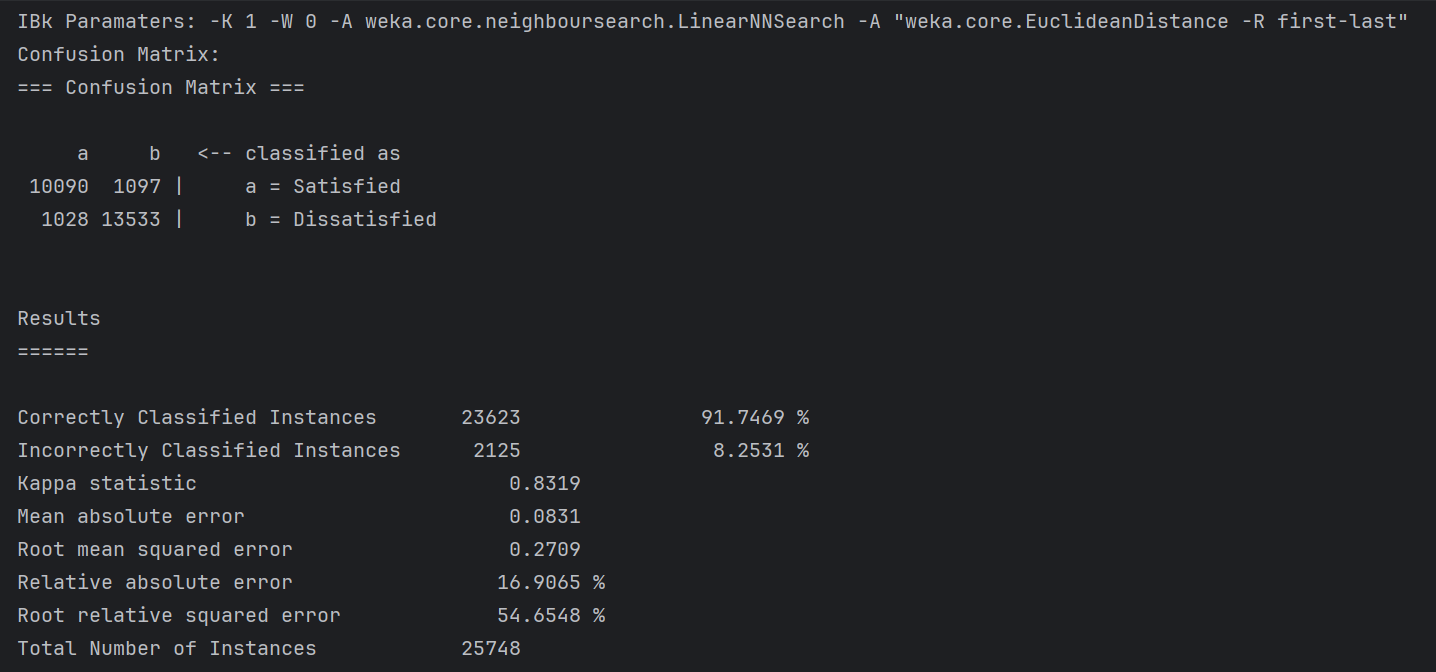 IBk Paramaters: -K 1 -W 0 -A weka.core.neighboursearch.LinearNNSearch -A "weka.core.EuclideanDistance -R first-last"
Confusion Matrix:
=== Confusion Matrix ===
     a     b   <-- classified as
 10090  1097 |     a = Satisfied
  1028 13533 |     b = Dissatisfied
Results
======
Correctly Classified Instances       23623               91.7469 %
Incorrectly Classified Instances      2125                8.2531 %
Kappa statistic                          0.8319
Mean absolute error                      0.0831
Root mean squared error                  0.2709
Relative absolute error                 16.9065 %
Root relative squared error             54.6548 %
Total Number of Instances            25748